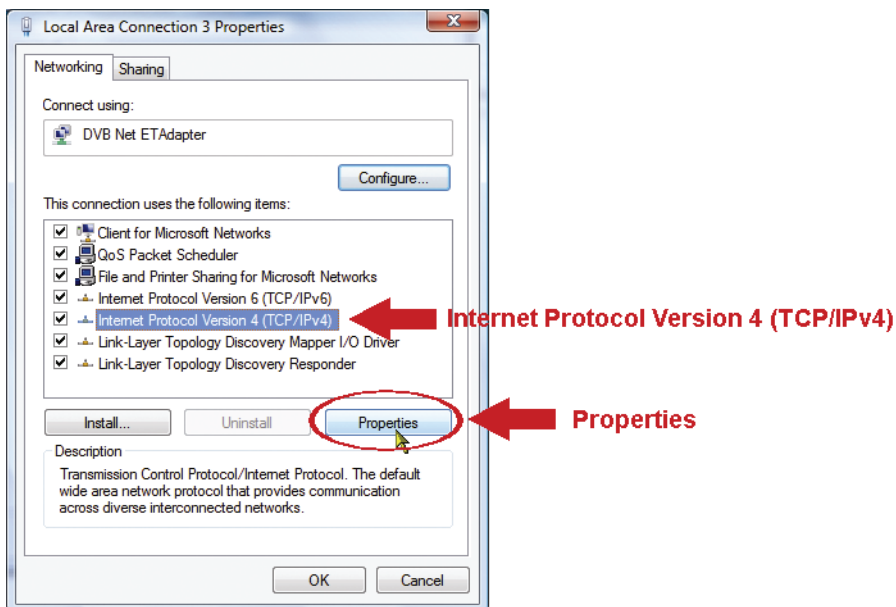 Local Area Connection 3 Properties
Networking
Sharing
Connect using:
DVB Net ETAdapter
Configure...
This connection uses the following items:
Client for Microsoft Networks
QoS Packet Scheduler
File and Printer Sharing for Microsoft Networks
Internet Protocol Version 6 (TCP/IPv6)
Internet Protocol Version 4 (TCP/IPv4)
Internet Protocol Version 4 (TCP/IPv4)
Link-Layer Topology Discovery Mapper I/O Driver
Link-Layer Topology Discovery Responder
Install...
Uninstall
Properties
Properties
Description
Transmission Control Protocol/Internet Protocol. The default
wide area network protocol that provides communication
across diverse interconnected networks.
OK
Cancel